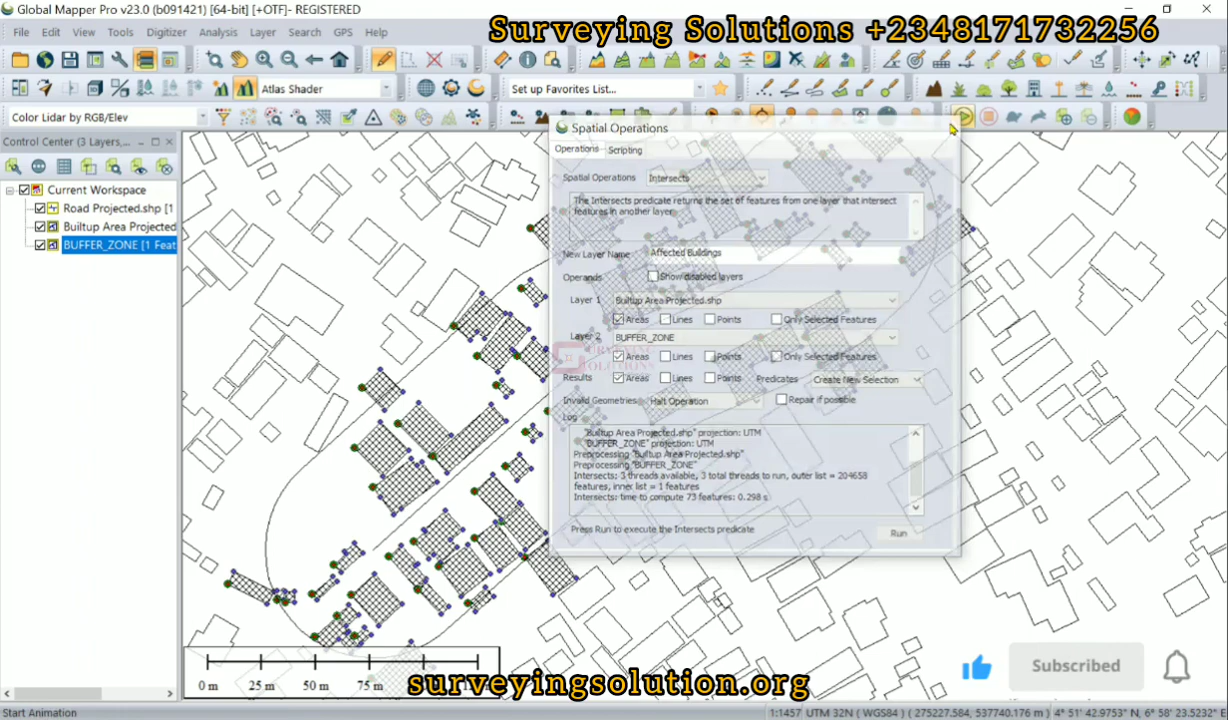 Global Mapper Pro v23.0 (b091421) [64-bit] [+OTF]- REGISTERED
Surveying Solutions +2348171732256
File Edit View Tools Digitizer Analysis Layer Search GPS Help
Atlas Shader
Set up Favorites List...
Color Lidar by RGB/Elev
Control Center (3 Layers,...
Current Workspace
Road Projected.shp [1
Builtup Area Projected
BUFFER_ZONE [1 Feat
Spatial Operations
Operations Scripting
Spatial Operations Intersects
The Intersects predicate returns the set of features from one layer that intersect
features in another layer
New Layer Name Affected Buildings
Operands Show disabled layers
Layer 1 Builtup Area Projected.shp
Areas Lines Points Only Selected Features
Layer 2 BUFFER_ZONE
Areas Lines Points Only Selected Features
Results Areas Lines Points Predicates Create New Selection
Invalid Geometries Halt Operation Repair if possible
Log
"Builtup Area Projected.shp" projection: UTM
"BUFFER_ZONE" projection: UTM
Preprocessing "Builtup Area Projected.shp"
Preprocessing "BUFFER_ZONE"
Intersects: 3 threads available, 3 total threads to run, outer list = 204658
features, inner list = 1 features
Intersects: time to compute 73 features: 0.298 s
Press Run to execute the Intersects predicate
Run
SURVEYING
SOLUTIONS
0 m 25 m 50 m 75 m
surveyingsolution.org
Subscribed
Start Animation
1:1457 UTM 32N (WGS84) ( 275227.584, 537740.176 m ) 4° 51' 42.9753" N, 6° 58' 23.5232" E